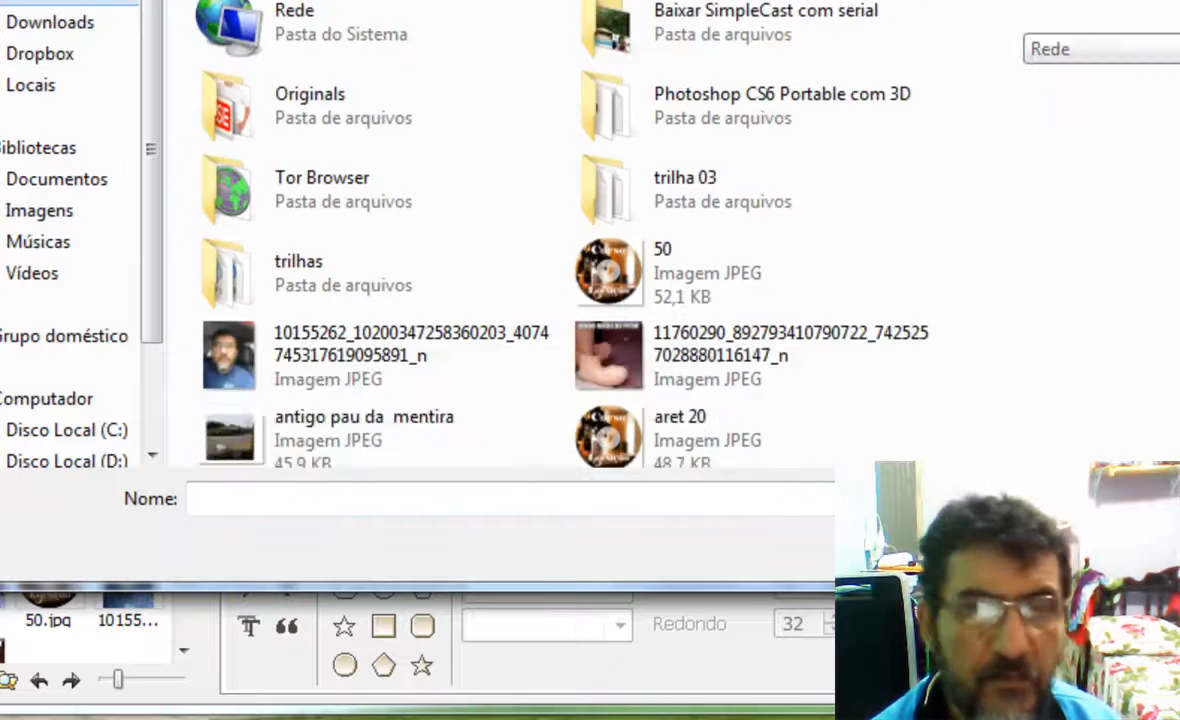 Downloads
Dropbox
Locais
ibliotecas
Documentos
Imagens
Músicas
Vídeos
Grupo doméstico
Computador
Disco Local (C:)
Disco Local (D:)
Rede
Pasta do Sistema
Baixar SimpleCast com serial
Pasta de arquivos
Originals
Pasta de arquivos
Photoshop CS6 Portable com 3D
Pasta de arquivos
Tor Browser
Pasta de arquivos
trilha 03
Pasta de arquivos
trilhas
Pasta de arquivos
50
Imagem JPEG
52,1 KB
10155262_10200347258360203_4074
745317619095891_n
Imagem JPEG
11760290_892793410790722_742525
7028880116147_n
Imagem JPEG
antigo pau da mentira
Imagem JPEG
45,9 KB
aret 20
Imagem JPEG
48,7 KB
Rede
Nome:
50.jpg
10155...
Redondo
32